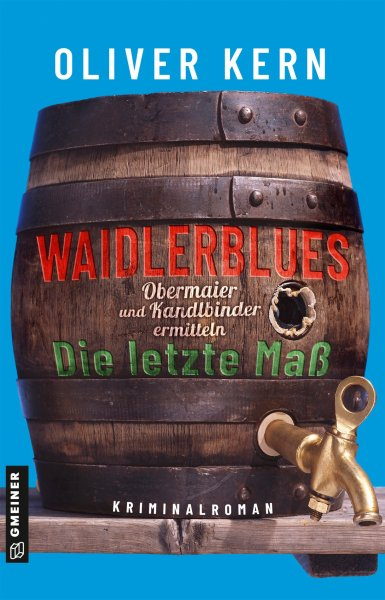 OLIVER KERN
WAIDLERBLUES
Obermaier
und Kandlbinder
ermitteln
Die letzte Maß
KRIMINALROMAN
GMEINER